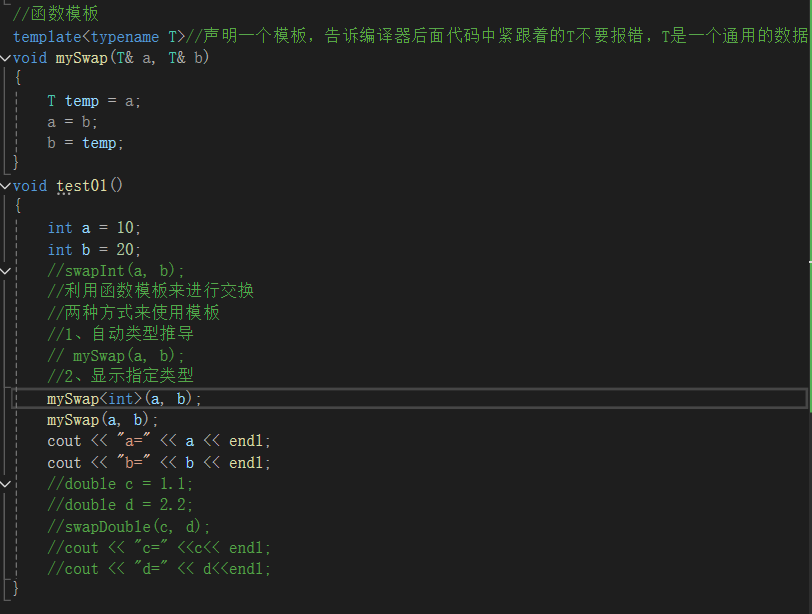 //函数模板
template<typename T>//声明一个模板，告诉编译器后面代码中紧跟着的T不要报错，T是一个通用的数据
void mySwap(T& a, T& b)
{
    T temp = a;
    a = b;
    b = temp;
}
void test01()
{
    int a = 10;
    int b = 20;
    //swapInt(a, b);
    //利用函数模板来进行交换
    //两种方式来使用模板
    //1、自动类型推导
    // mySwap(a, b);
    //2、显示指定类型
    mySwap<int>(a, b);
    mySwap(a, b);
    cout << "a=" << a << endl;
    cout << "b=" << b << endl;
    //double c = 1.1;
    //double d = 2.2;
    //swapDouble(c, d);
    //cout << "c=" <<c<< endl;
    //cout << "d=" << d<<endl;
}